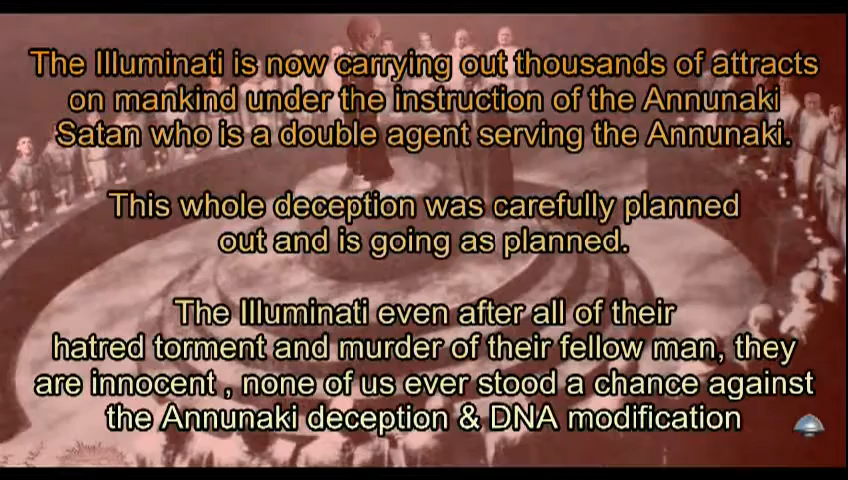 The Illuminati is now carrying out thousands of attracts
on mankind under the instruction of the Annunaki
Satan who is a double agent serving the Annunaki.
This whole deception was carefully planned
out and is going as planned.
The Illuminati even after all of their
hatred torment and murder of their fellow man, they
are innocent , none of us ever stood a chance against
the Annunaki deception & DNA modification